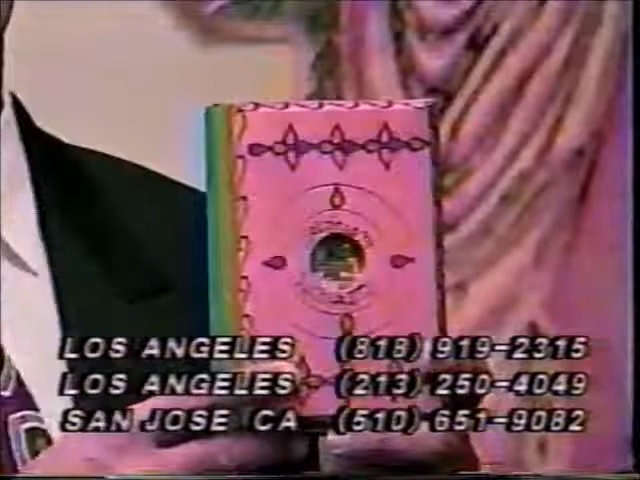 LOS ANGELES (818) 919-2315
LOS ANGELES (213) 250-4049
SAN JOSE CA (510) 651-9082